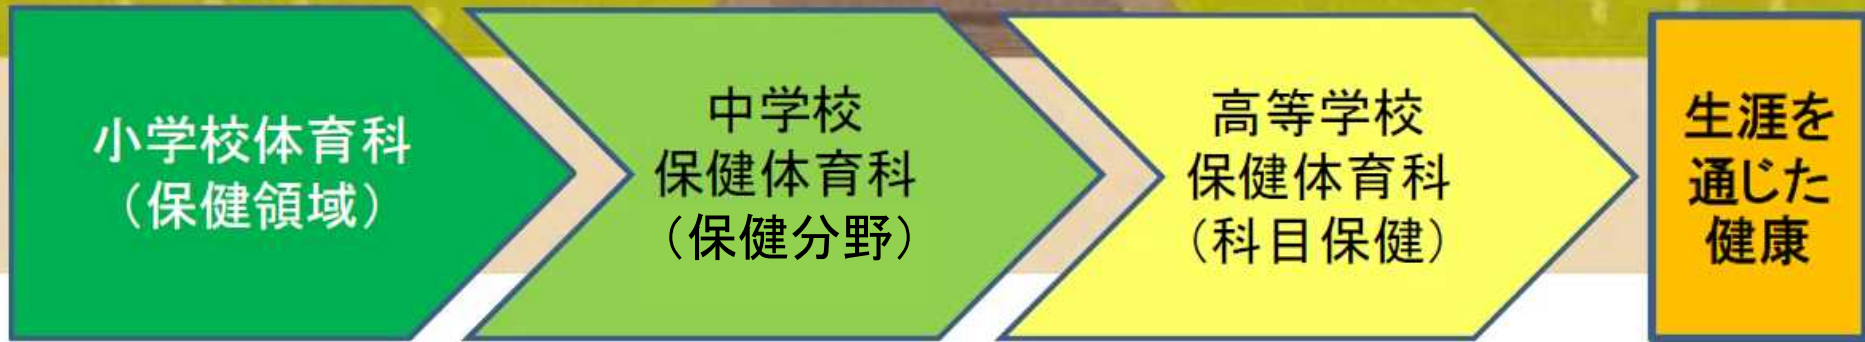 小学校体育科
（保健領域）
中学校
保健体育科
（保健分野）
高等学校
保健体育科
（科目保健）
生涯を
通じた
健康